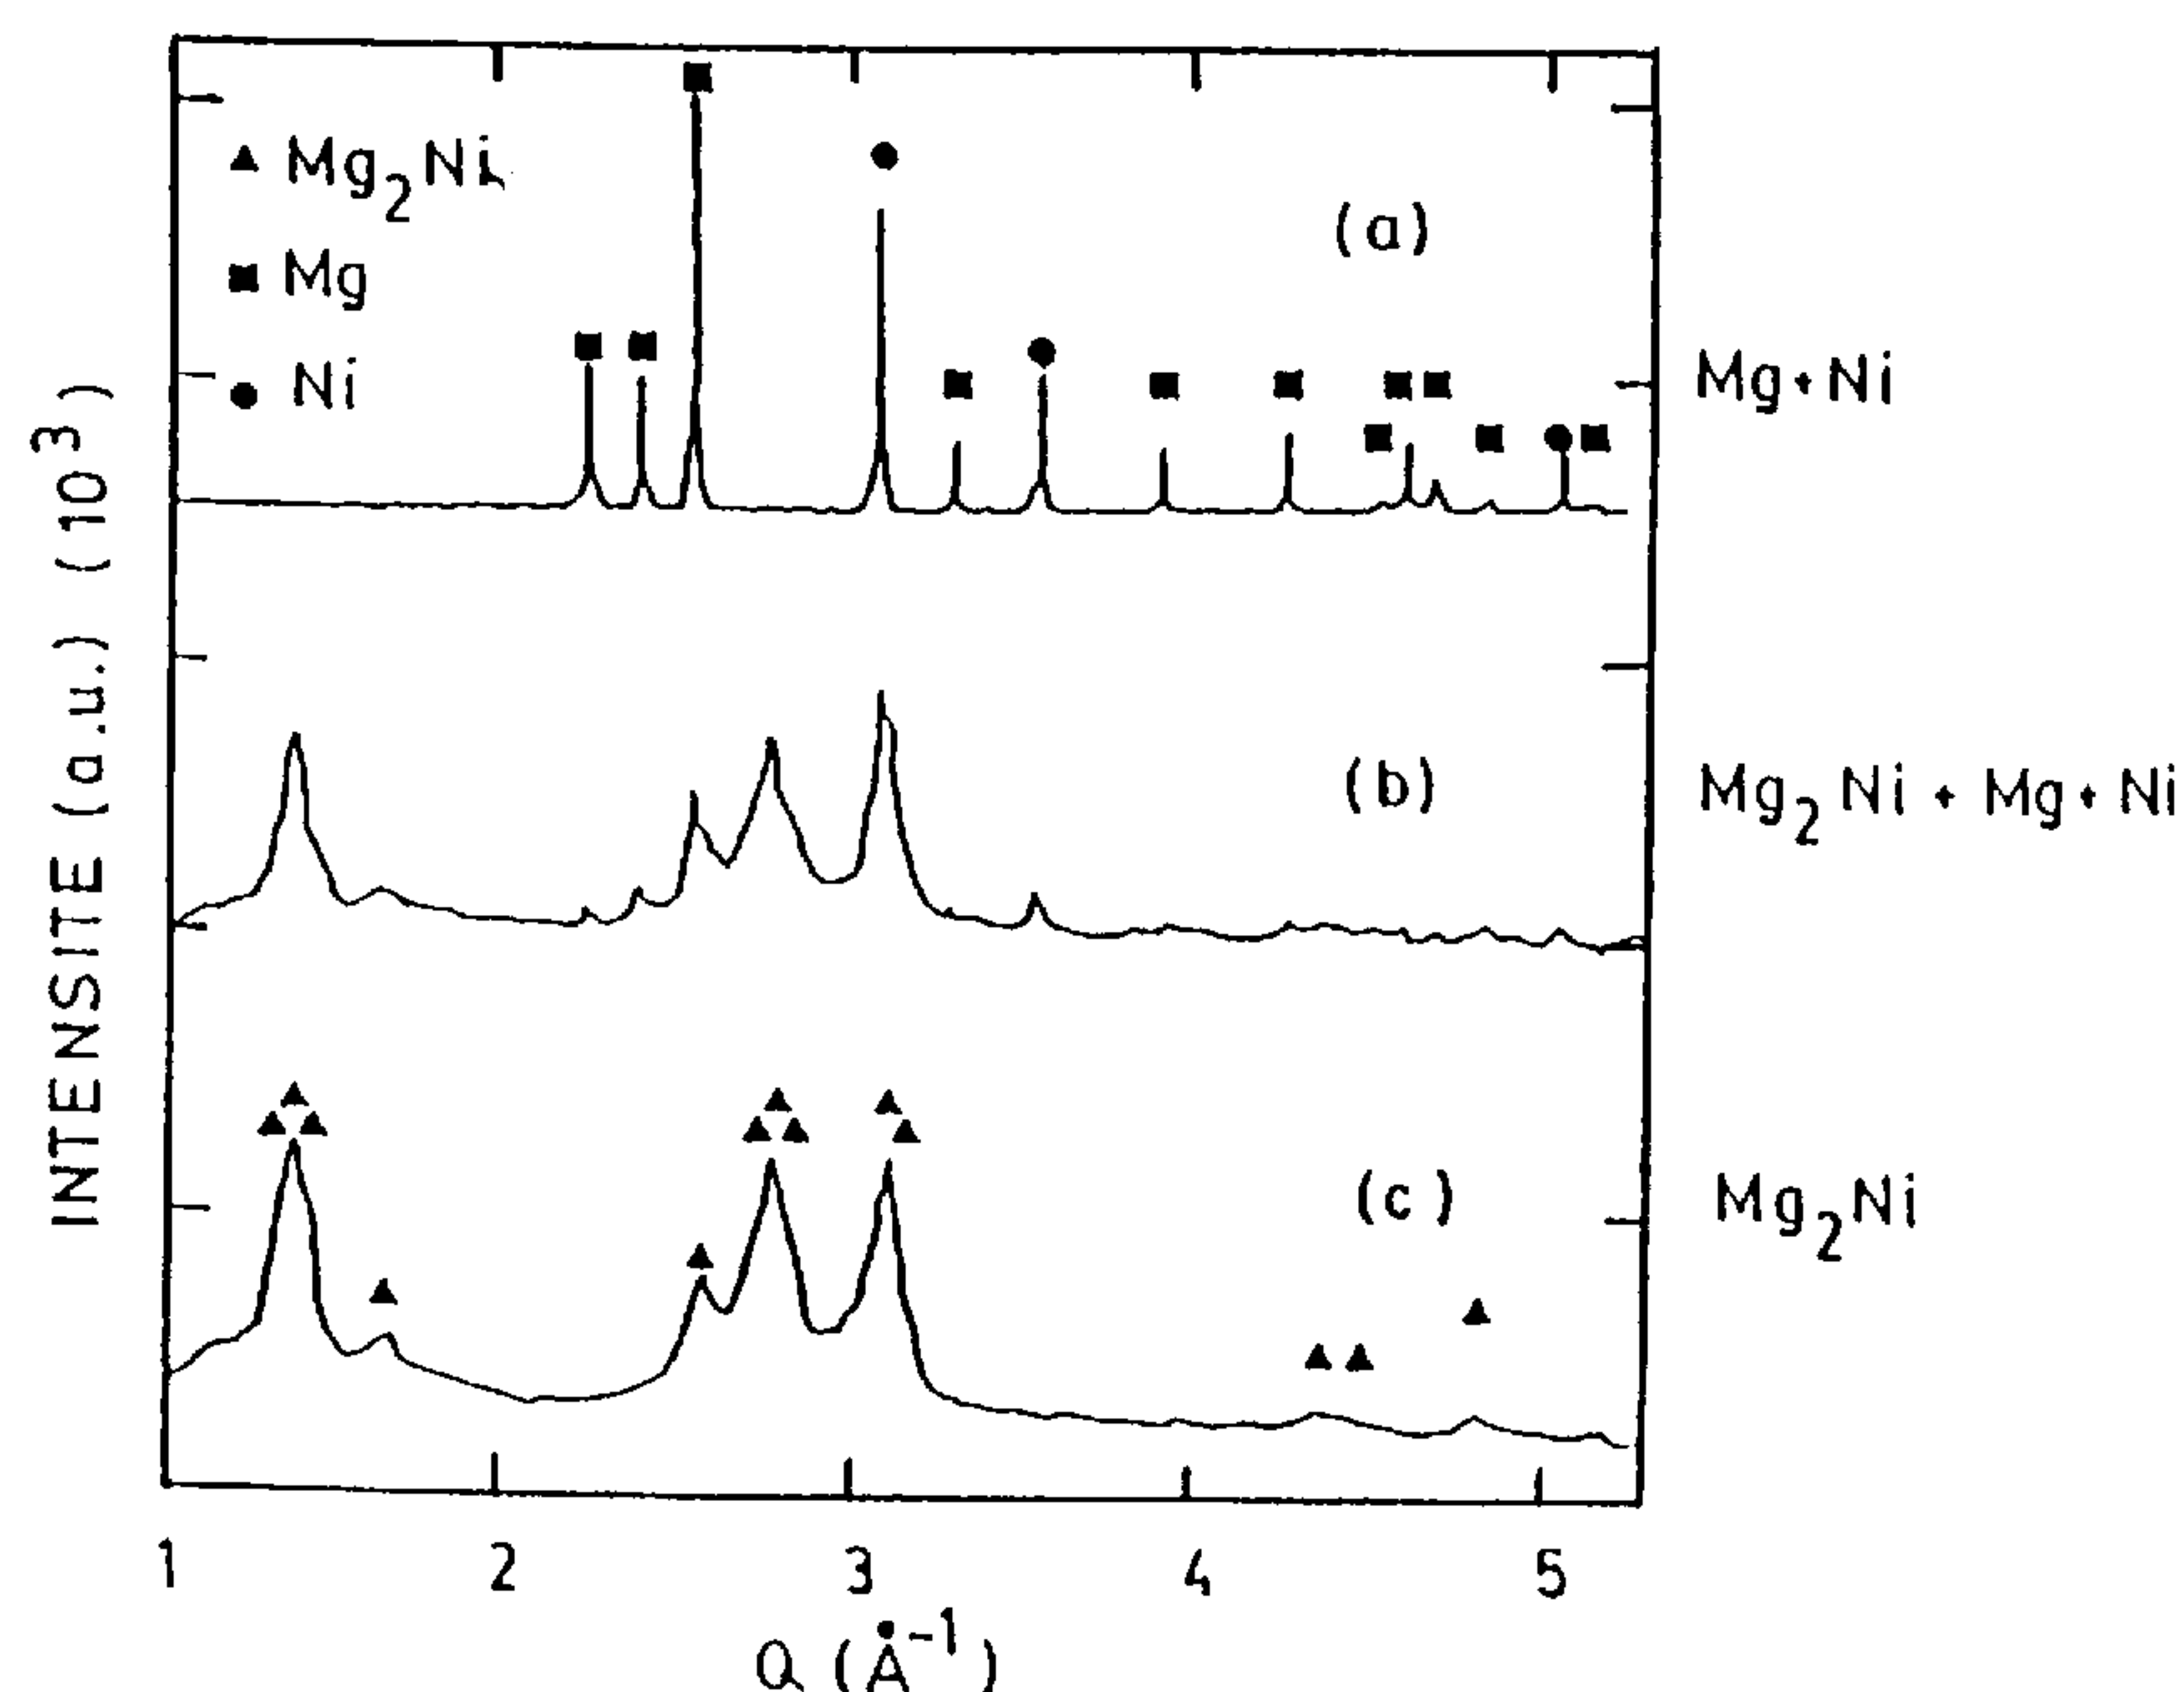 ▲ Mg₂Ni
■ Mg
● Ni
(a)
Mg+Ni
(b)
Mg₂Ni + Mg + Ni
(c)
Mg₂Ni
INTENSITE (a.u.) (10³)
1 2 3 4 5
Q (Å⁻¹)